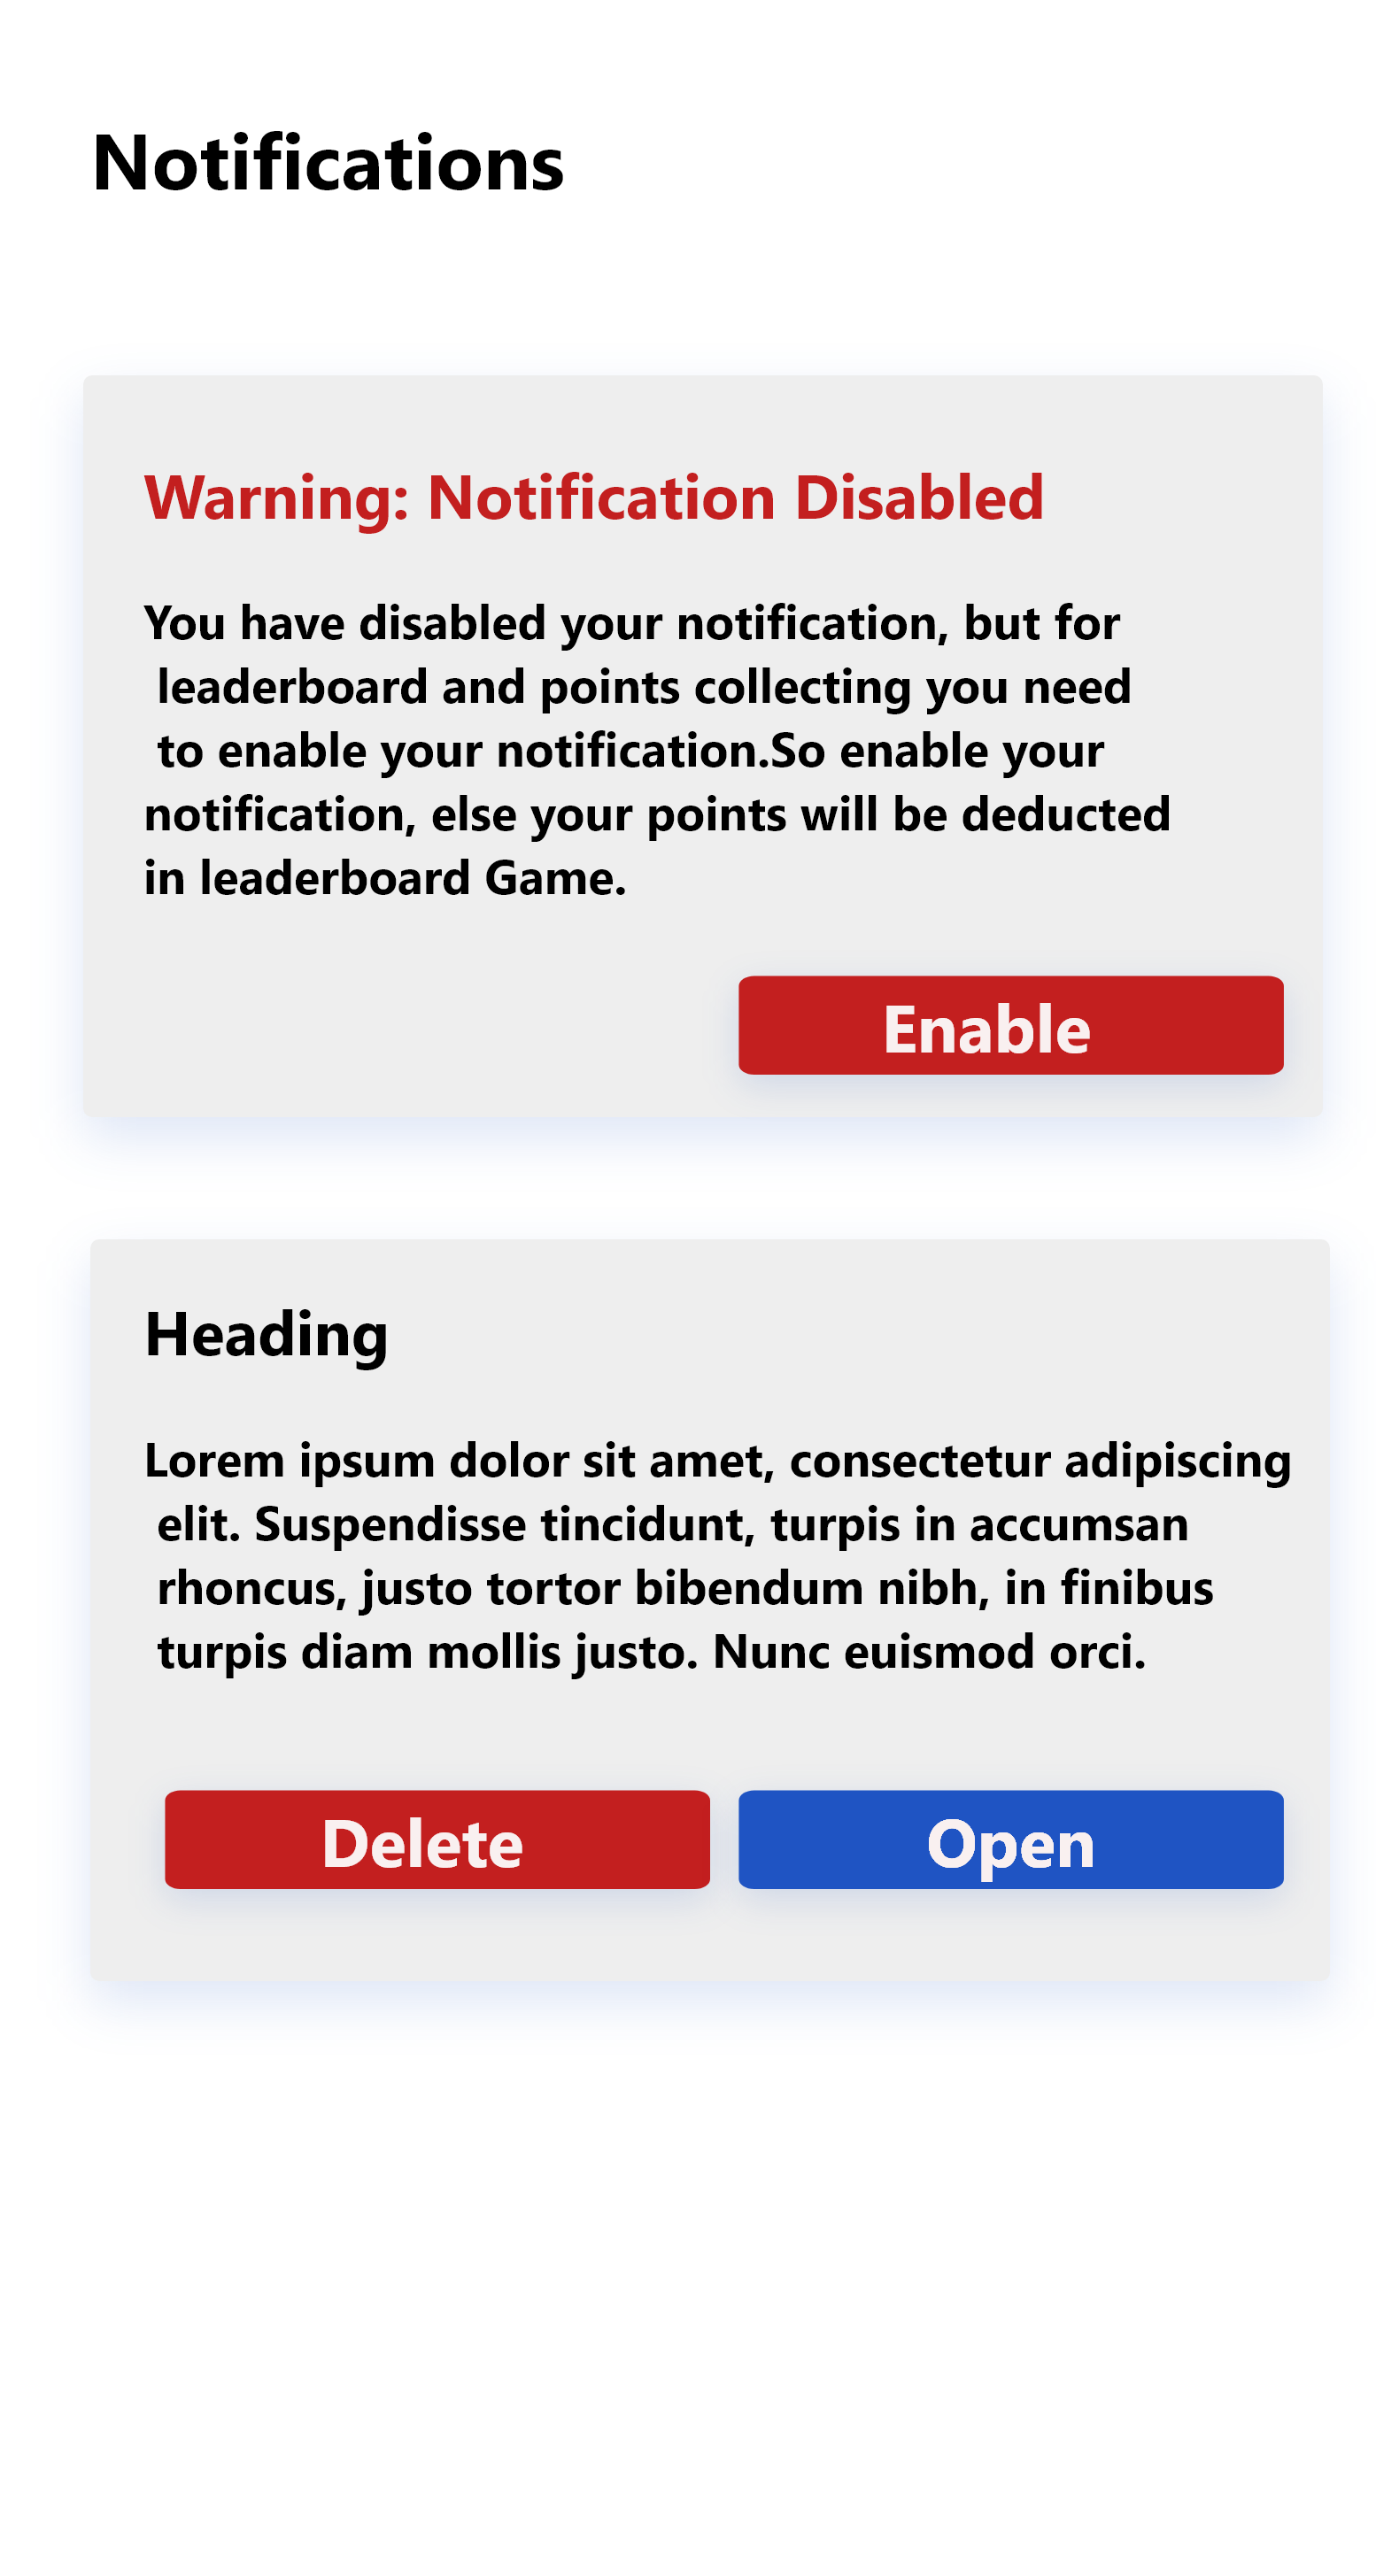 Notifications
Warning: Notification Disabled
You have disabled your notification, but for
leaderboard and points collecting you need
to enable your notification.So enable your
notification, else your points will be deducted
in leaderboard Game.
Enable
Heading
Lorem ipsum dolor sit amet, consectetur adipiscing
elit. Suspendisse tincidunt, turpis in accumsan
rhoncus, justo tortor bibendum nibh, in finibus
turpis diam mollis justo. Nunc euismod orci.
Delete Open